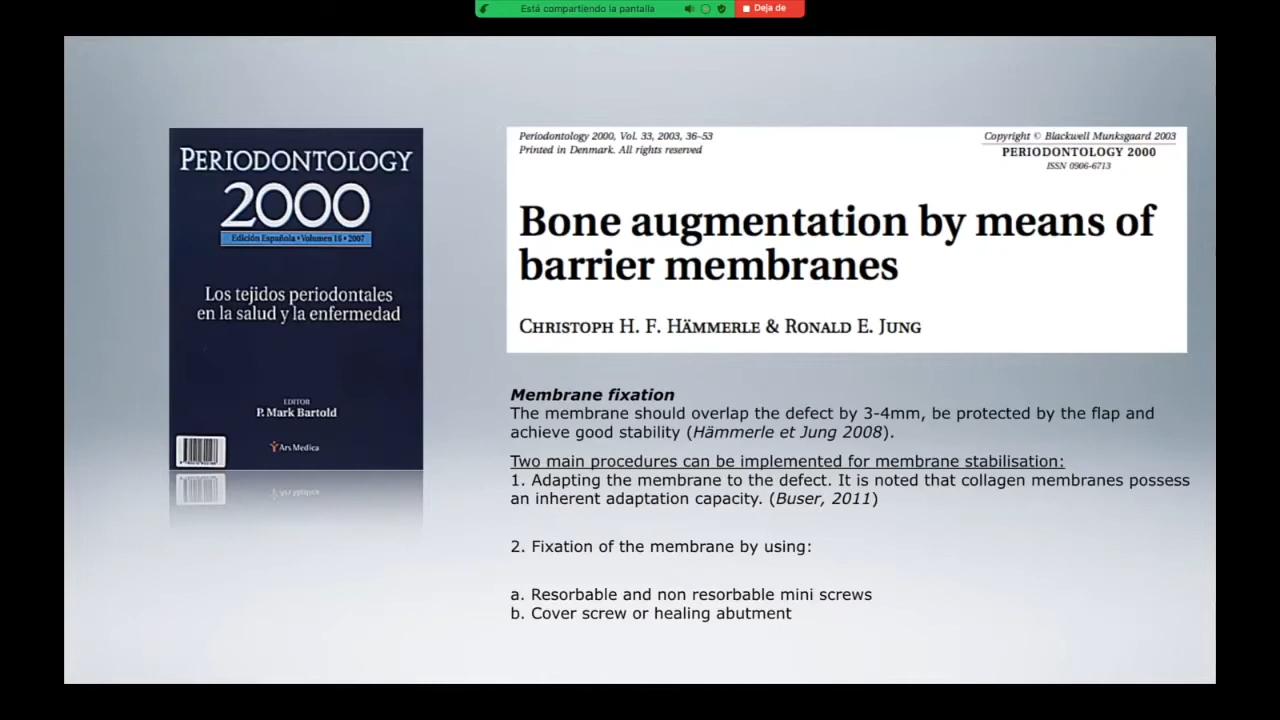 Está compartiendo la pantalla
Deja de
PERIODONTOLOGY
2000
Edición Española • Volumen 16 • 2007
Los tejidos periodontales
en la salud y la enfermedad
EDITOR
P. Mark Bartold
Ars Medica
Periodontology 2000, Vol. 33, 2003, 36–53
Printed in Denmark. All rights reserved
Copyright © Blackwell Munksgaard 2003
PERIODONTOLOGY 2000
ISSN 0906-6713
Bone augmentation by means of
barrier membranes
CHRISTOPH H. F. HÄMMERLE & RONALD E. JUNG
Membrane fixation
The membrane should overlap the defect by 3-4mm, be protected by the flap and
achieve good stability (Hämmerle et Jung 2008).
Two main procedures can be implemented for membrane stabilisation:
1. Adapting the membrane to the defect. It is noted that collagen membranes possess
an inherent adaptation capacity. (Buser, 2011)
2. Fixation of the membrane by using:
a. Resorbable and non resorbable mini screws
b. Cover screw or healing abutment